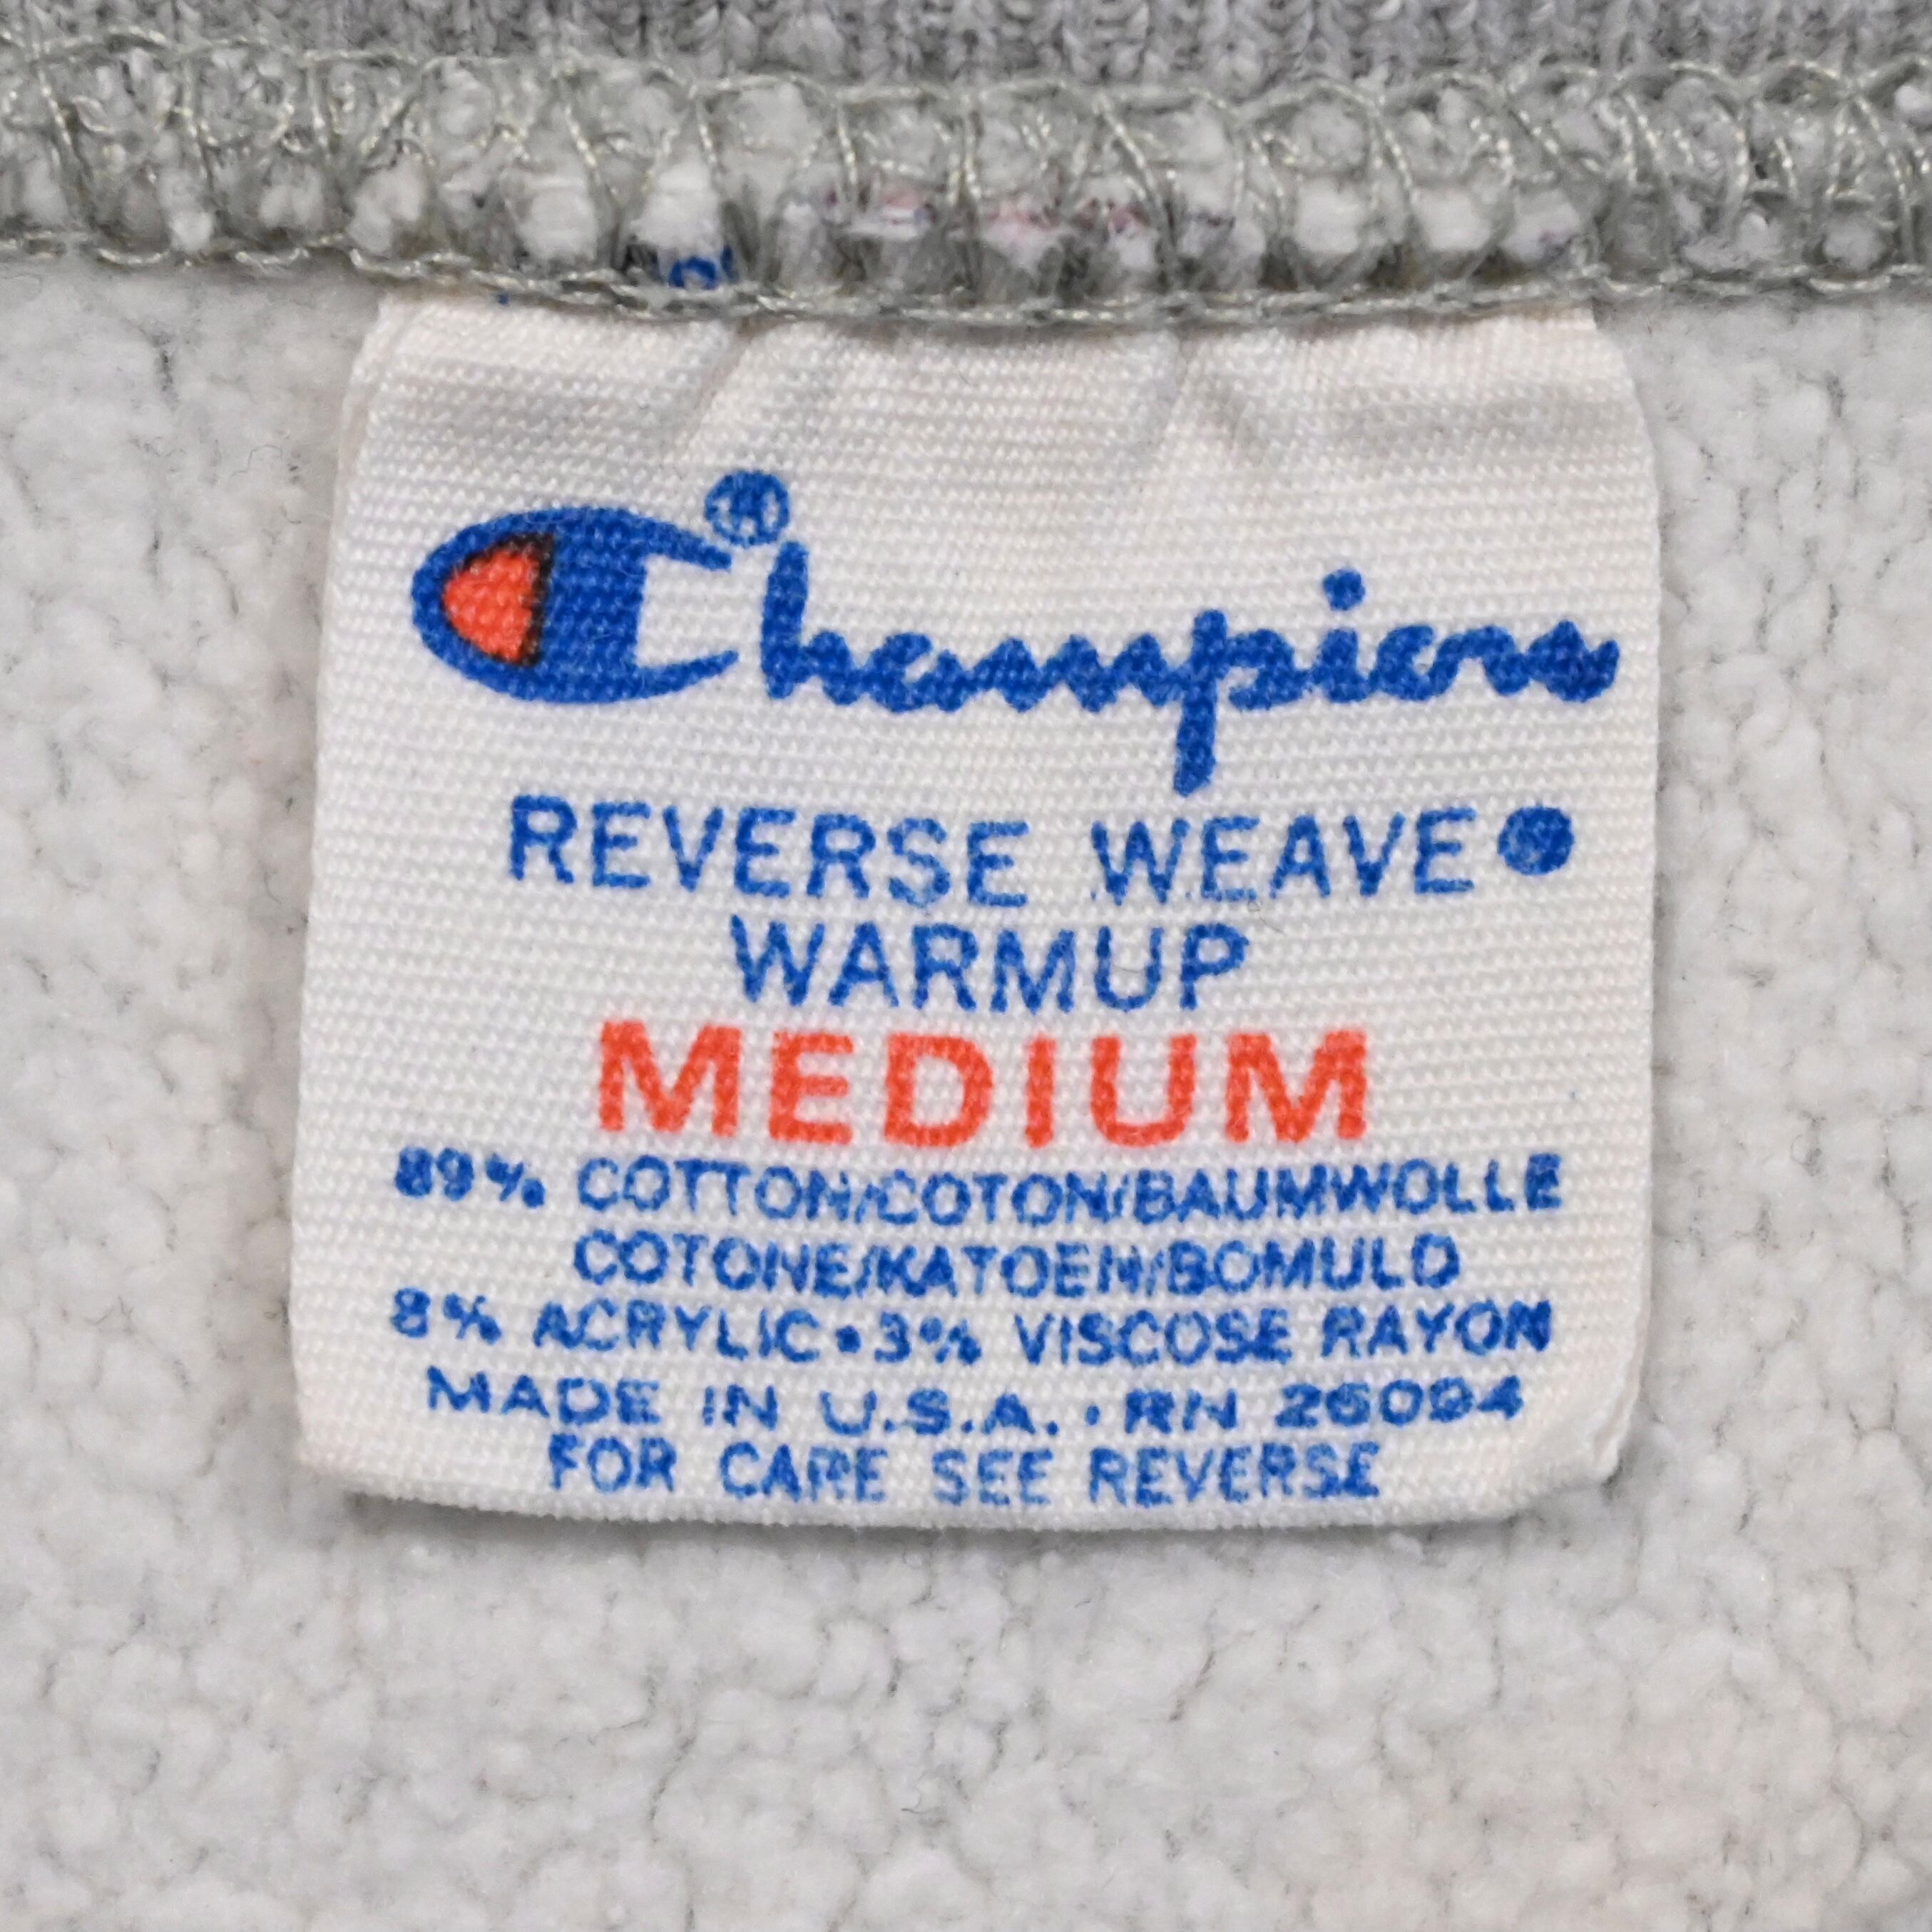 Champion®
REVERSE WEAVE®
WARMUP
MEDIUM
89% COTTON/COTON/BAUMWOLLE
COTONE/KATOEN/BOMULD
8% ACRYLIC • 3% VISCOSE RAYON
MADE IN U.S.A. • RN 26094
FOR CARE SEE REVERSE